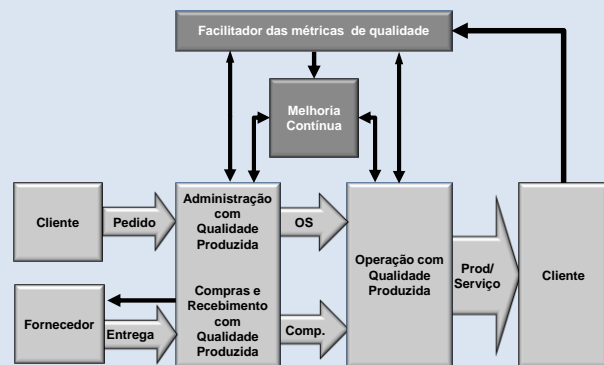 Facilitador das métricas de qualidade
Melhoria
Contínua
Cliente
Pedido
Administração
com
Qualidade
Produzida
OS
Compras e
Recebimento
com
Qualidade
Produzida
Fornecedor
Entrega
Comp.
Operação com
Qualidade
Produzida
Prod/
Serviço
Cliente